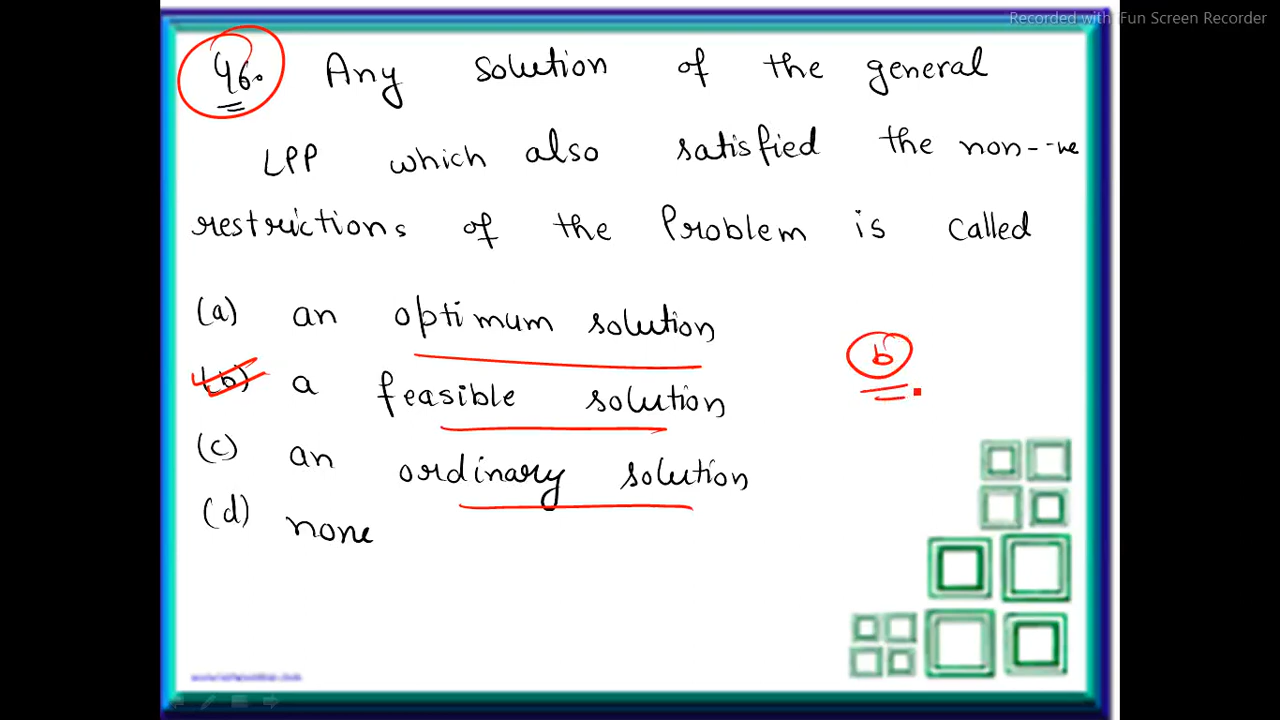 Recorded with Fun Screen Recorder
46. Any solution of the general
LPP which also satisfied the non--ve
restrictions of the Problem is called
(a) an optimum solution
(b) a feasible solution
b
(c) an ordinary solution
(d) none